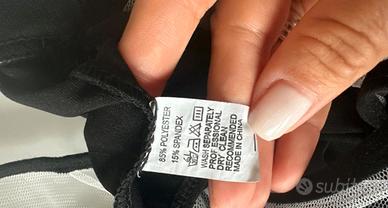 85% POLYESTER
15% SPANDEX
WASH SEPARATELY
PROFESSIONAL
DRY CLEAN
RECOMMENDED
MADE IN CHINA
subito